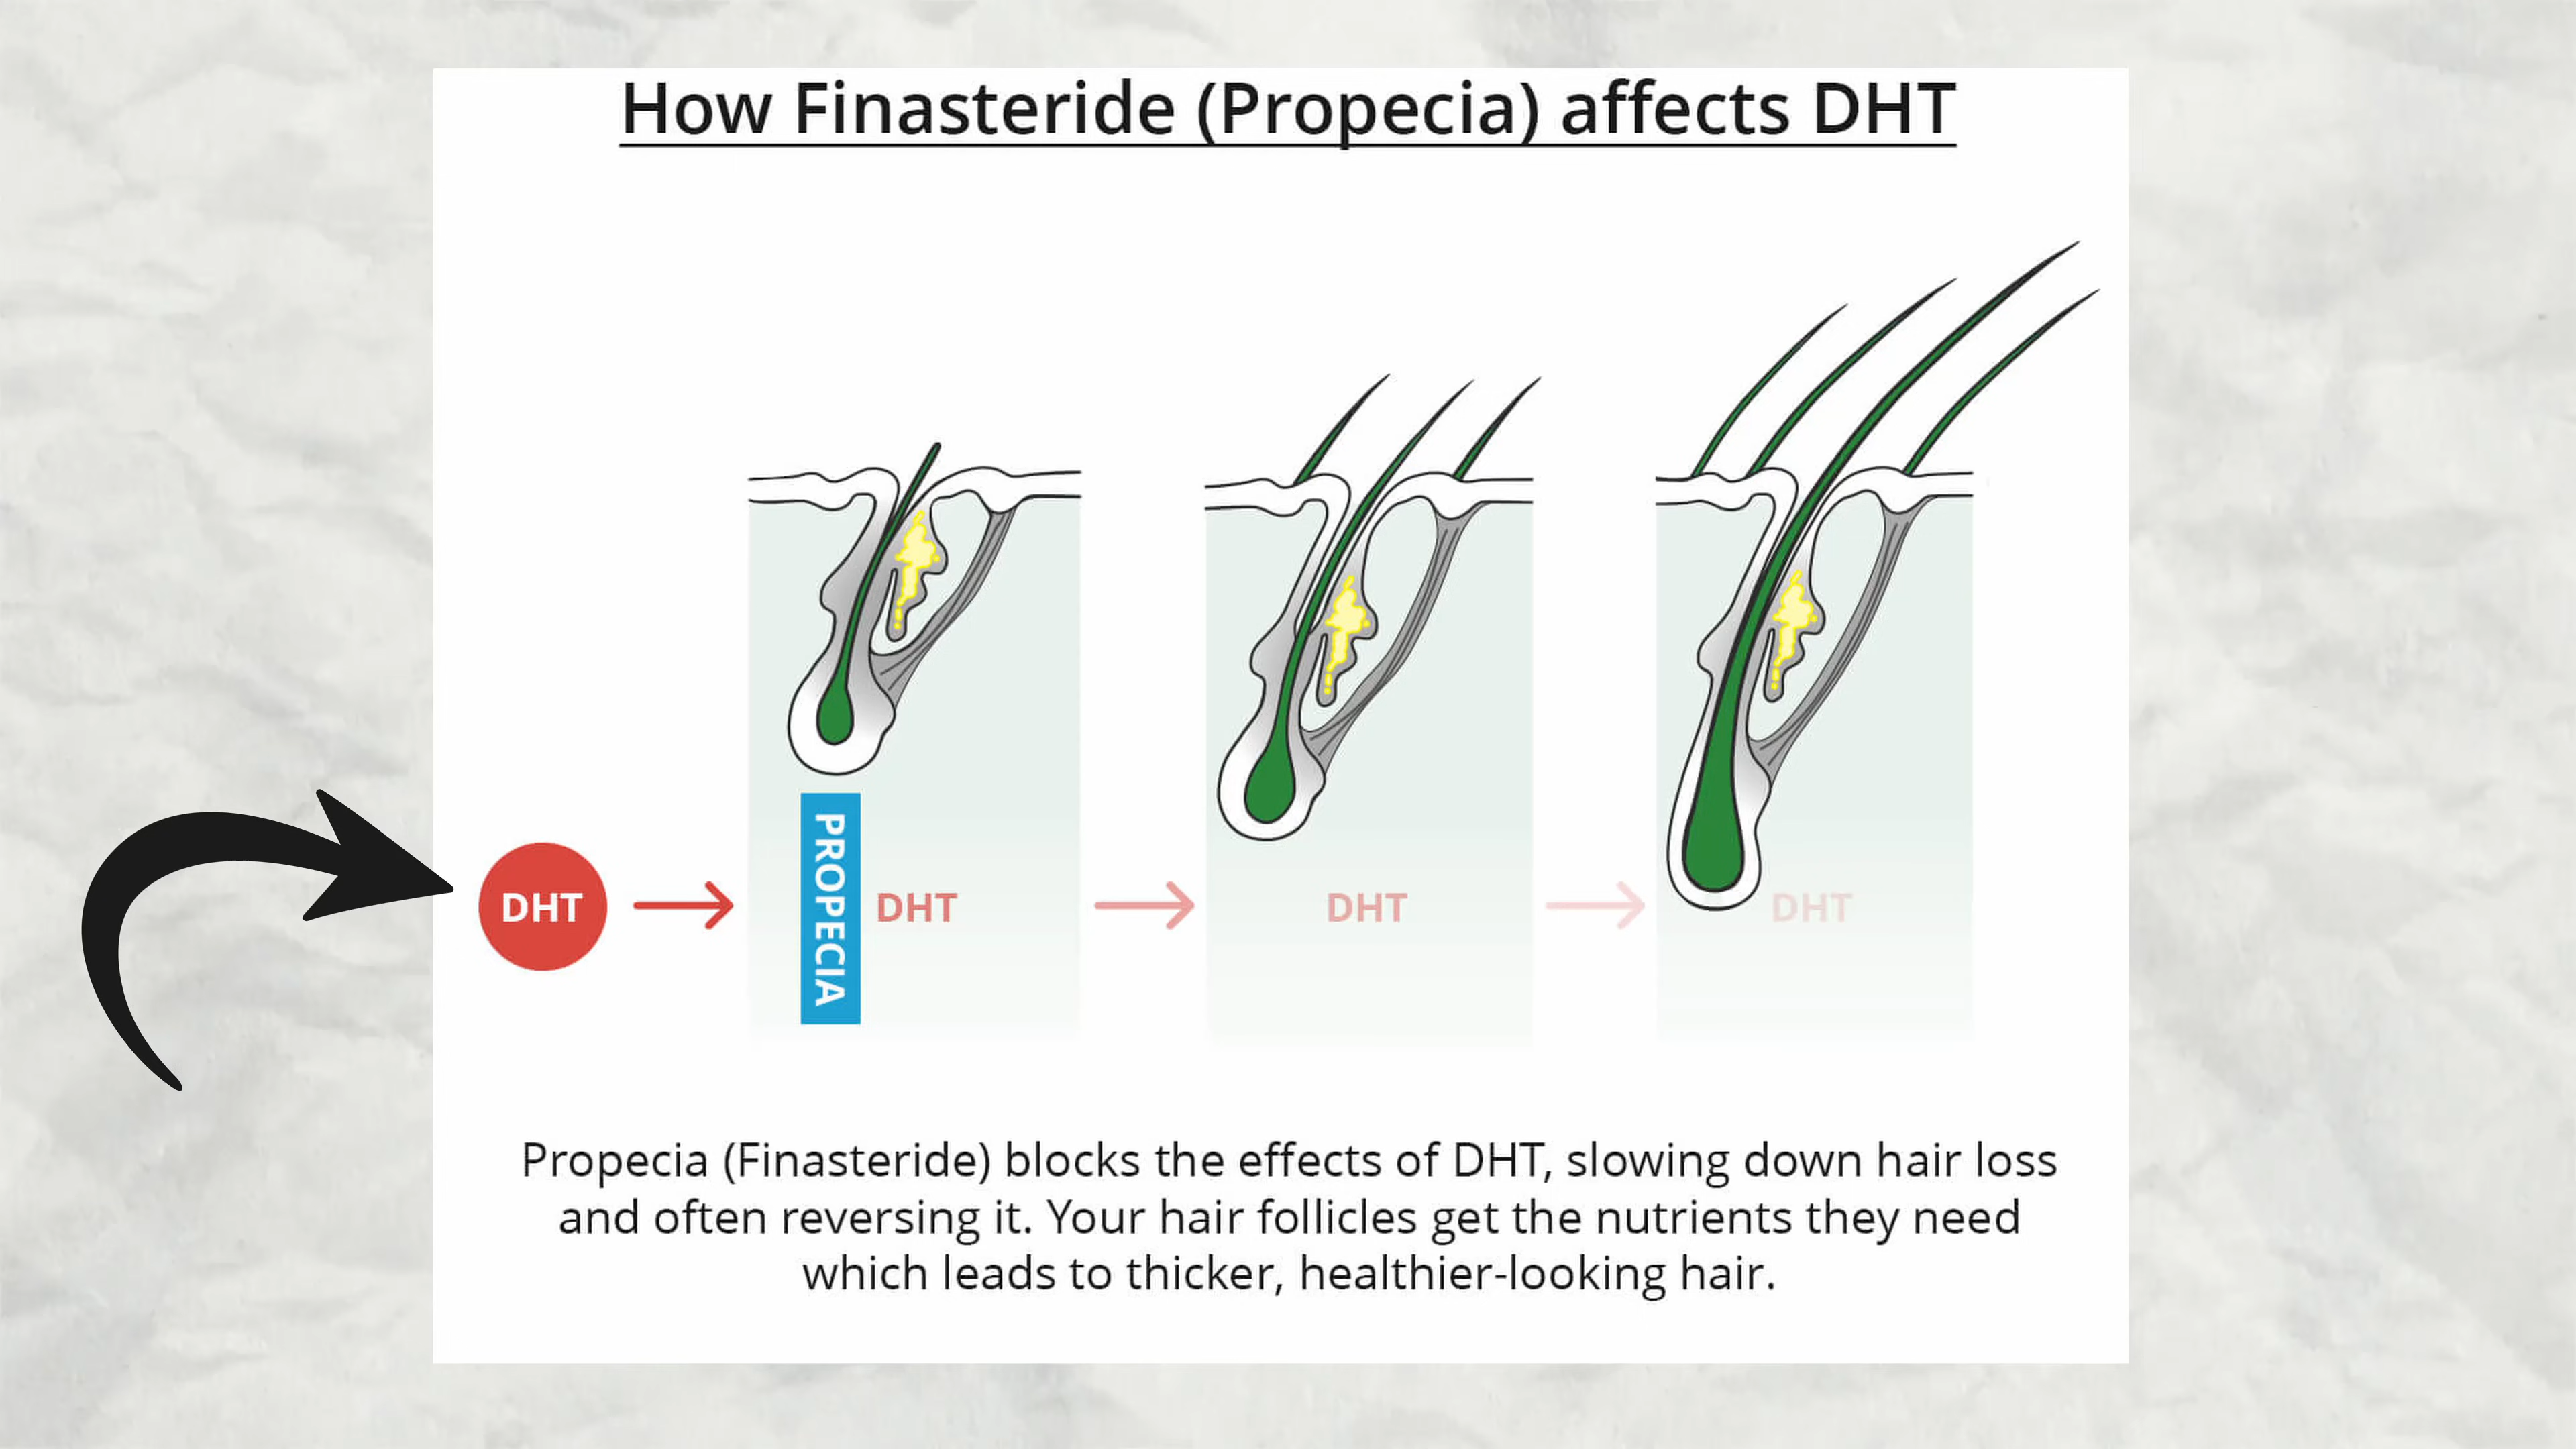 How Finasteride (Propecia) affects DHT
DHT
PROPECIA
DHT
DHT
DHT
Propecia (Finasteride) blocks the effects of DHT, slowing down hair loss
and often reversing it. Your hair follicles get the nutrients they need
which leads to thicker, healthier-looking hair.